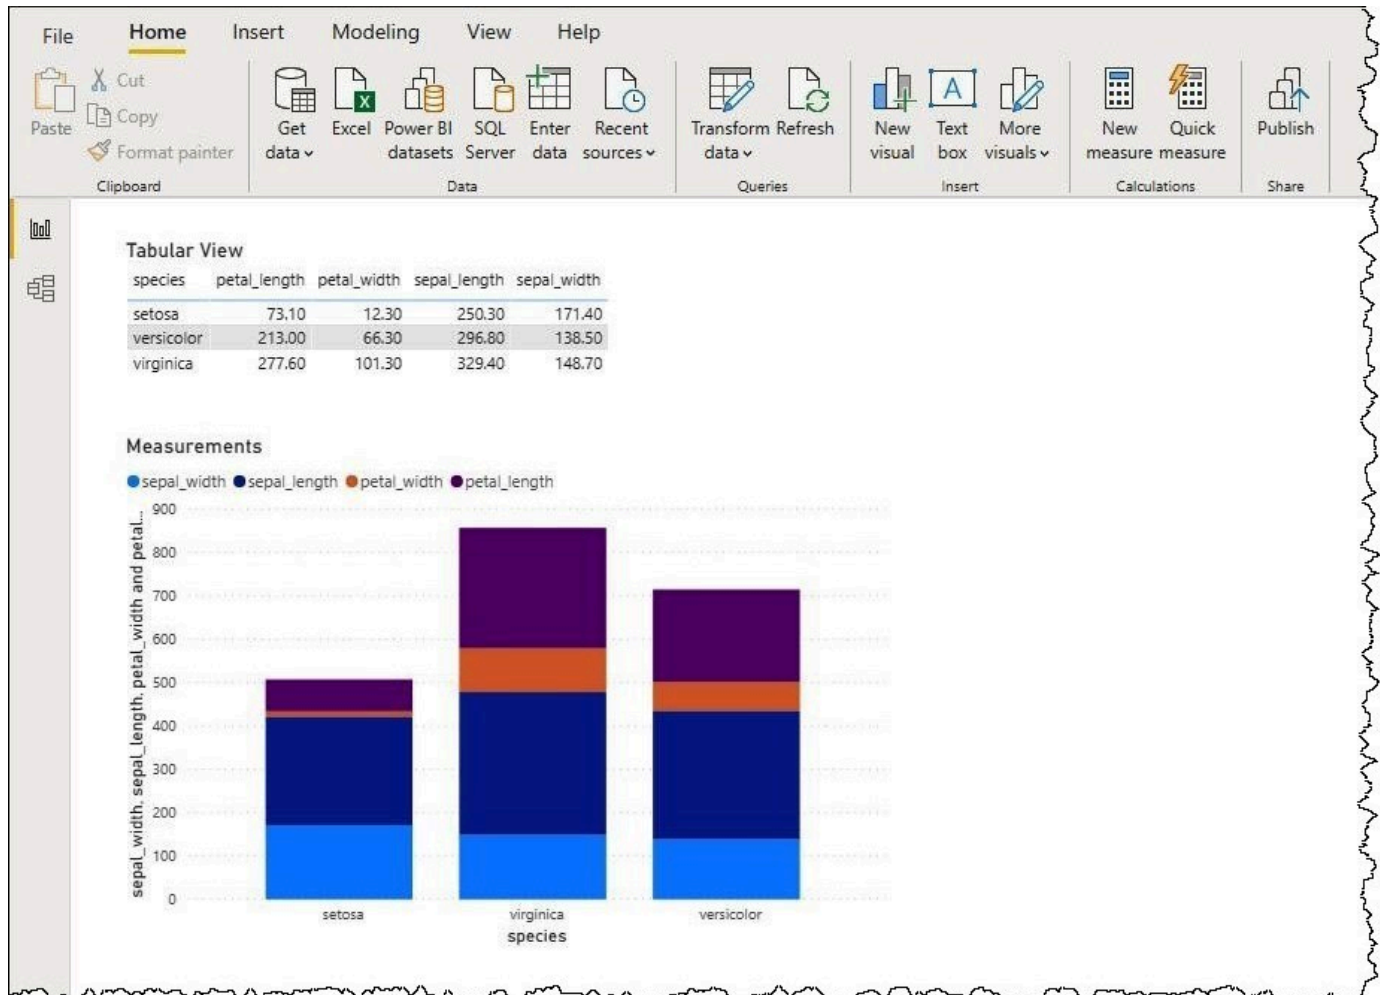 File Home Insert Modeling View Help
Cut
Copy
Format painter
Paste
Clipboard
Get data
Excel
Power BI datasets
SQL Server
Enter data
Recent sources
Data
Transform data
Refresh
Queries
New visual
Text box
More visuals
Insert
New measure
Quick measure
Calculations
Publish
Share
Tabular View
species petal_length petal_width sepal_length sepal_width
setosa 73.10 12.30 250.30 171.40
versicolor 213.00 66.30 296.80 138.50
virginica 277.60 101.30 329.40 148.70
Measurements
sepal_width sepal_length petal_width petal_length
sepal_width, sepal_length, petal_width and petal...
900
800
700
600
500
400
300
200
100
0
setosa virginica versicolor
species